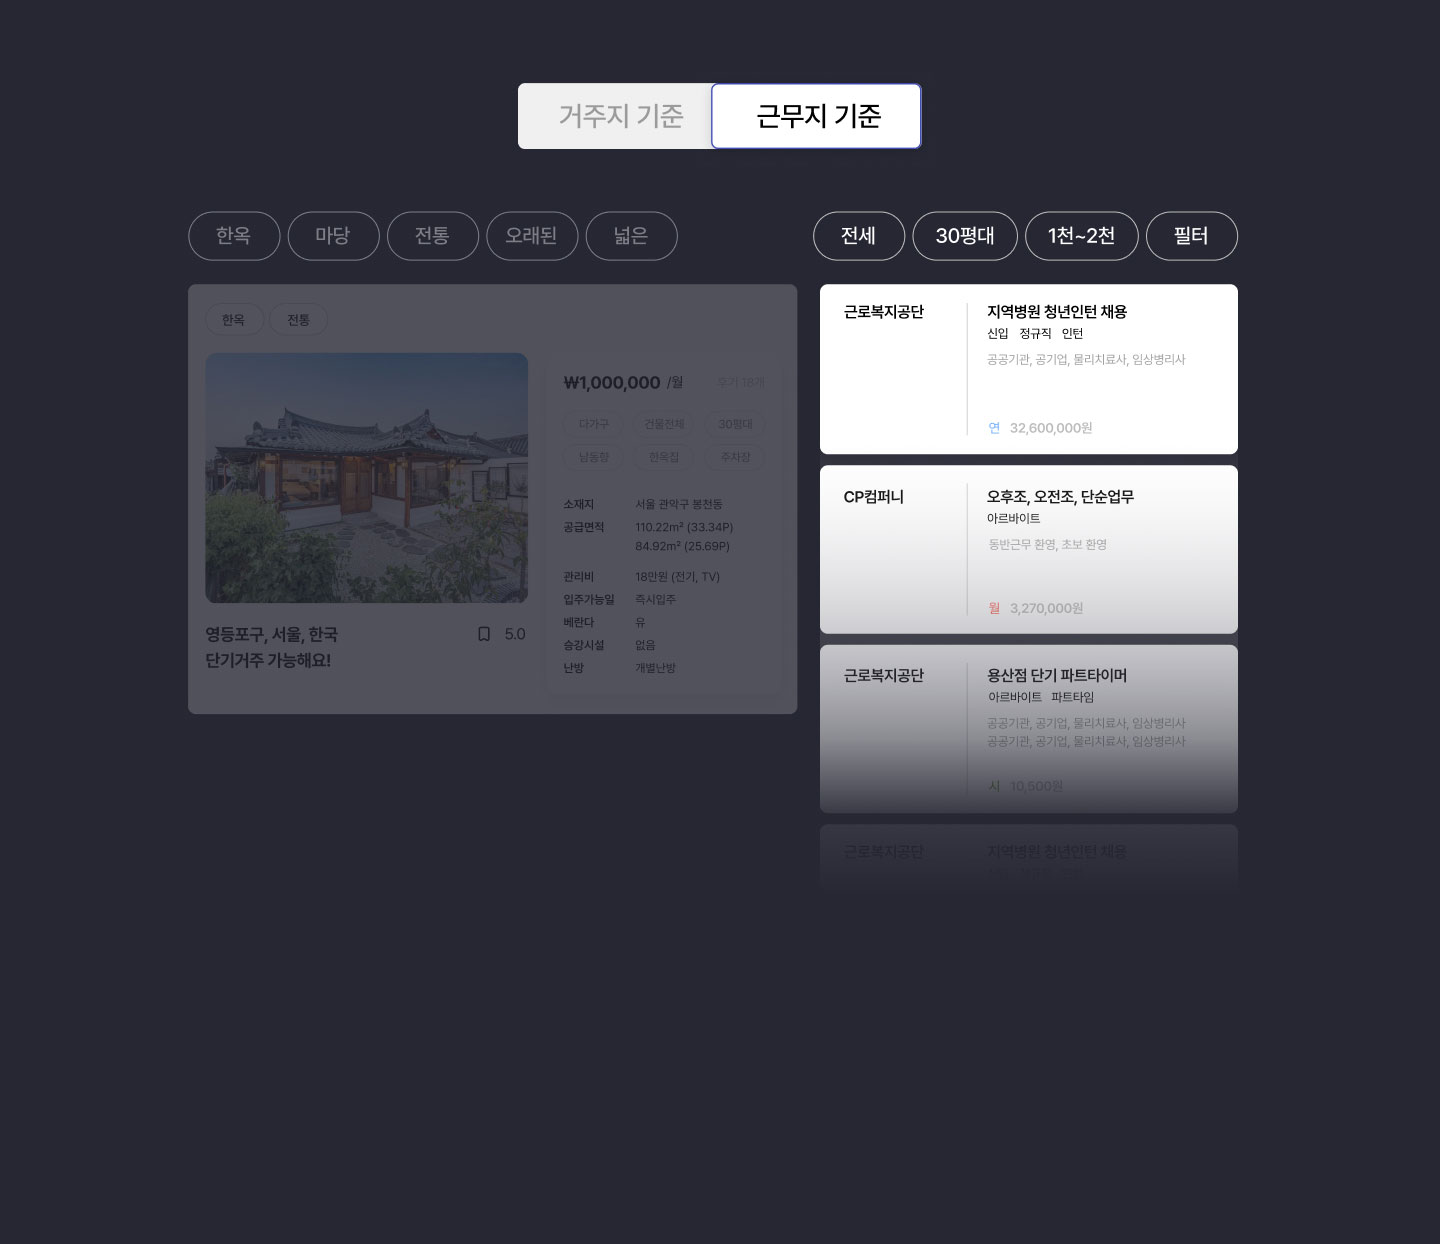 거주지 기준
근무지 기준
한옥
마당
전통
오래된
넓은
전세
30평대
1천~2천
필터
한옥
전통
₩1,000,000 /월
후기 18개
다가구
건물전체
30평대
남동향
한옥집
주차장
소재지 서울 관악구 봉천동
공급면적 110.22m² (33.34P)
84.92m² (25.69P)
관리비 18만원 (전기, TV)
입주가능일 즉시입주
베란다 유
승강시설 없음
난방 개별난방
영등포구, 서울, 한국
5.0
단기거주 가능해요!
근로복지공단
지역병원 청년인턴 채용
신입 정규직 인턴
공공기관, 공기업, 물리치료사, 임상병리사
연 32,600,000원
CP컴퍼니
오후조, 오전조, 단순업무
아르바이트
동반근무 환영, 초보 환영
월 3,270,000원
근로복지공단
용산점 단기 파트타이머
아르바이트 파트타임
공공기관, 공기업, 물리치료사, 임상병리사
공공기관, 공기업, 물리치료사, 임상병리사
시 10,500원
근로복지공단
지역병원 청년인턴 채용